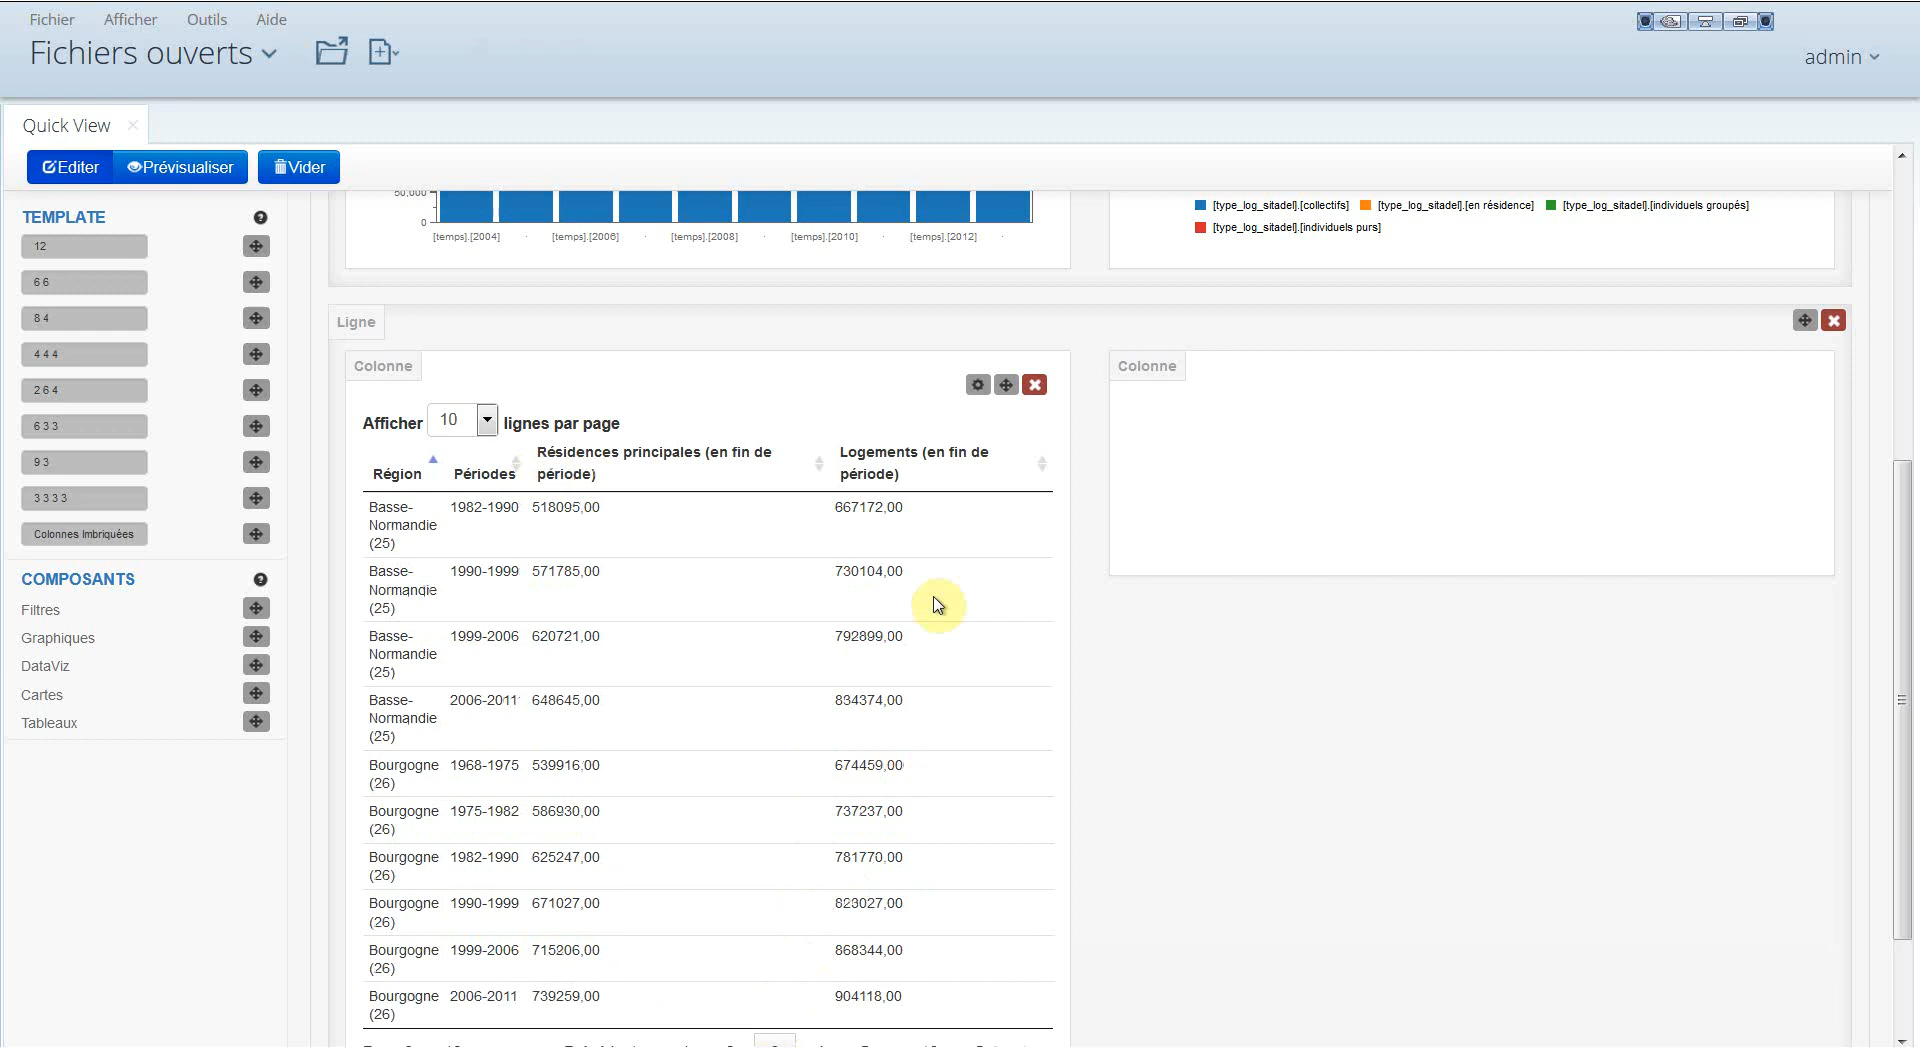 Fichier Afficher Outils Aide
Fichiers ouverts
admin
Quick View
Editer Prévisualiser Vider
TEMPLATE
12
6 6
8 4
4 4 4
2 6 4
6 3 3
9 3
3 3 3 3
Colonnes Imbriquées
COMPOSANTS
Filtres
Graphiques
DataViz
Cartes
Tableaux
50,000
0
[temps].[2004] [temps].[2006] [temps].[2008] [temps].[2010] [temps].[2012]
[type_log_sitadel].[collectifs] [type_log_sitadel].[en résidence] [type_log_sitadel].[individuels groupés]
[type_log_sitadel].[individuels purs]
Ligne
Colonne
Colonne
Afficher 10 lignes par page
Résidences principales (en fin de Logements (en fin de
Région Périodes période) période)
Basse- 1982-1990 518095,00 667172,00
Normandie
(25)
Basse- 1990-1999 571785,00 730104,00
Normandie
(25)
Basse- 1999-2006 620721,00 792899,00
Normandie
(25)
Basse- 2006-2011 648645,00 834374,00
Normandie
(25)
Bourgogne 1968-1975 539916,00 674459,00
(26)
Bourgogne 1975-1982 586930,00 737237,00
(26)
Bourgogne 1982-1990 625247,00 781770,00
(26)
Bourgogne 1990-1999 671027,00 823027,00
(26)
Bourgogne 1999-2006 715206,00 868344,00
(26)
Bourgogne 2006-2011 739259,00 904118,00
(26)